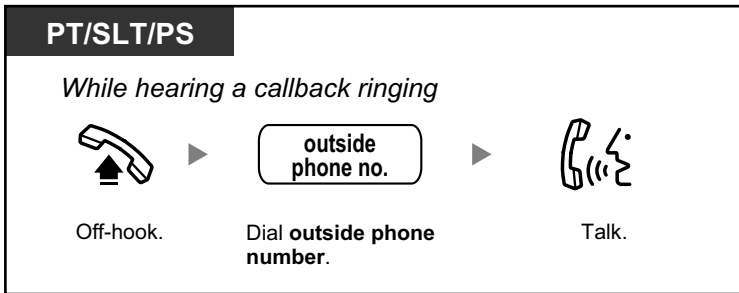 PT/SLT/PS
While hearing a callback ringing
outside
phone no.
Off-hook.
Dial outside phone
number.
Talk.